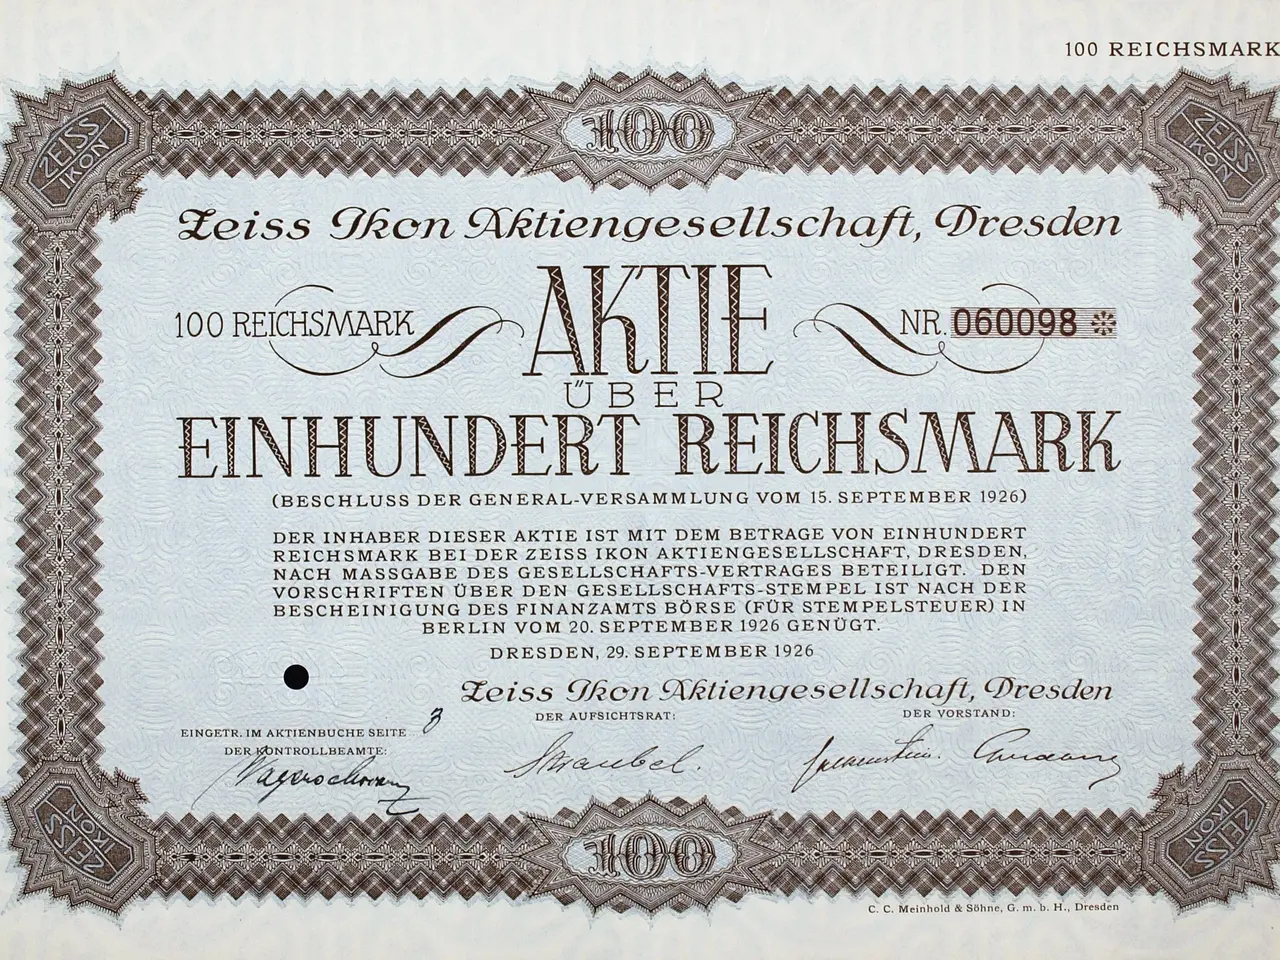 100 REICHSMARK
100
ZEISS IKON
ZEISS IKON
Zeiss Ikon Aktiengesellschaft, Dresden
AKTIE
100 REICHSMARK
NR. 060098
ÜBER
EINHUNDERT REICHSMARK
(BESCHLUSS DER GENERAL-VERSAMMLUNG VOM 15. SEPTEMBER 1926)
DER INHABER DIESER AKTIE IST MIT DEM BETRAGE VON EINHUNDERT
REICHSMARK BEI DER ZEISS IKON AKTIENGESELLSCHAFT, DRESDEN,
NACH MASSGABE DES GESELLSCHAFTS-VERTRAGES BETEILIGT. DEN
VORSCHRIFTEN ÜBER DEN GESELLSCHAFTS-STEMPEL IST NACH DER
BESCHEINIGUNG DES FINANZAMTS BÖRSE (FÜR STEMPELSTEUER) IN
BERLIN VOM 20. SEPTEMBER 1926 GENÜGT.
DRESDEN, 29. SEPTEMBER 1926
Zeiss Ikon Aktiengesellschaft, Dresden
DER AUFSICHTSRAT:
DER VORSTAND:
EINGETR. IM AKTIENBUCHE SEITE 3
DER KONTROLLBEAMTE:
ZEISS IKON
100
ZEISS IKON
C. C. Meinhold & Söhne, G. m. b. H., Dresden